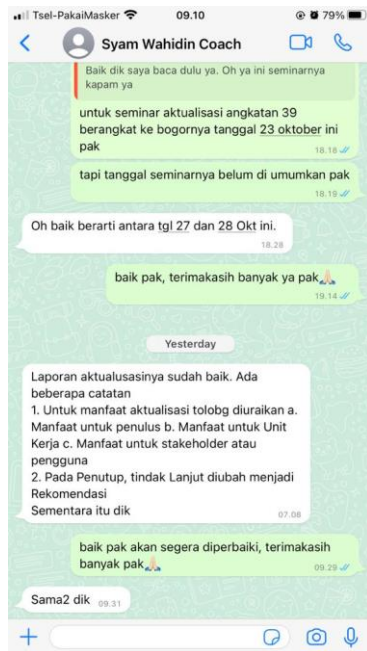 Tsel-PakaiMasker 09.10 79%
Syam Wahidin Coach
Baik dik saya baca dulu ya. Oh ya ini seminarnya
kapam ya
untuk seminar aktualisasi angkatan 39
berangkat ke bogornya tanggal 23 oktober ini
pak
18.18
tapi tanggal seminarnya belum di umumkan pak
18.19
Oh baik berarti antara tgl 27 dan 28 Okt ini.
18.28
baik pak, terimakasih banyak ya pak🙏🏻
19.14
Yesterday
Laporan aktualusasinya sudah baik. Ada
beberapa catatan
1. Untuk manfaat aktualisasi tolobg diuraikan a.
Manfaat untuk penulus b. Manfaat untuk Unit
Kerja c. Manfaat untuk stakeholder atau
pengguna
2. Pada Penutup, tindak Lanjut diubah menjadi
Rekomendasi
Sementara itu dik
07.08
baik pak akan segera diperbaiki, terimakasih
banyak pak🙏🏻
09.29
Sama2 dik 09.31